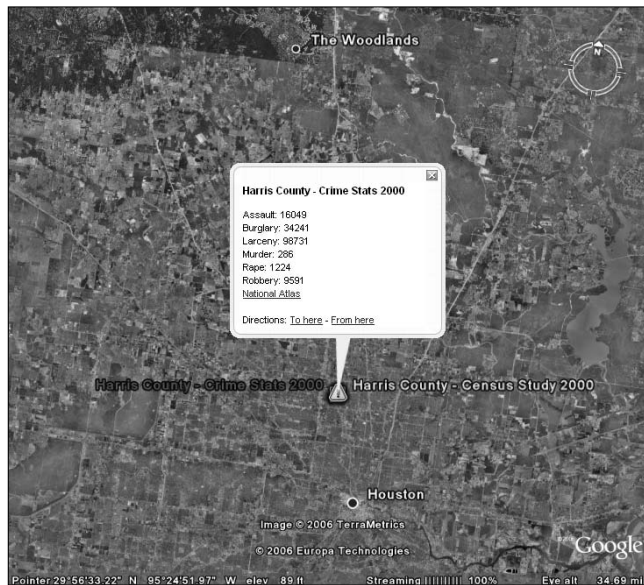 The Woodlands
N
Harris County - Crime Stats 2000
Assault: 16049
Burglary: 34241
Larceny: 98731
Murder: 286
Rape: 1224
Robbery: 9591
National Atlas
Directions: To here - From here
Harris County - Crime Stats 2000
Harris County - Census Study 2000
Houston
Image © 2006 TerraMetrics
© 2006 Europa Technologies
Google
Pointer 29°56'33.22" N 95°24'51.97" W elev 89 ft Streaming |||||||||| 100% Eye alt 34.69 mi